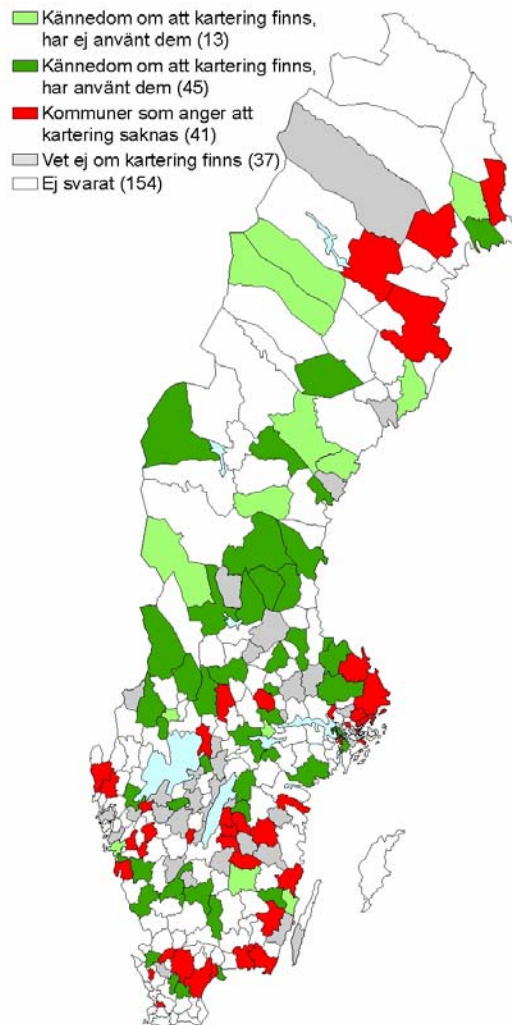 Kännedom om att kartering finns,
har ej använt dem (13)
Kännedom om att kartering finns,
har använt dem (45)
Kommuner som anger att
kartering saknas (41)
Vet ej om kartering finns (37)
Ej svarat (154)